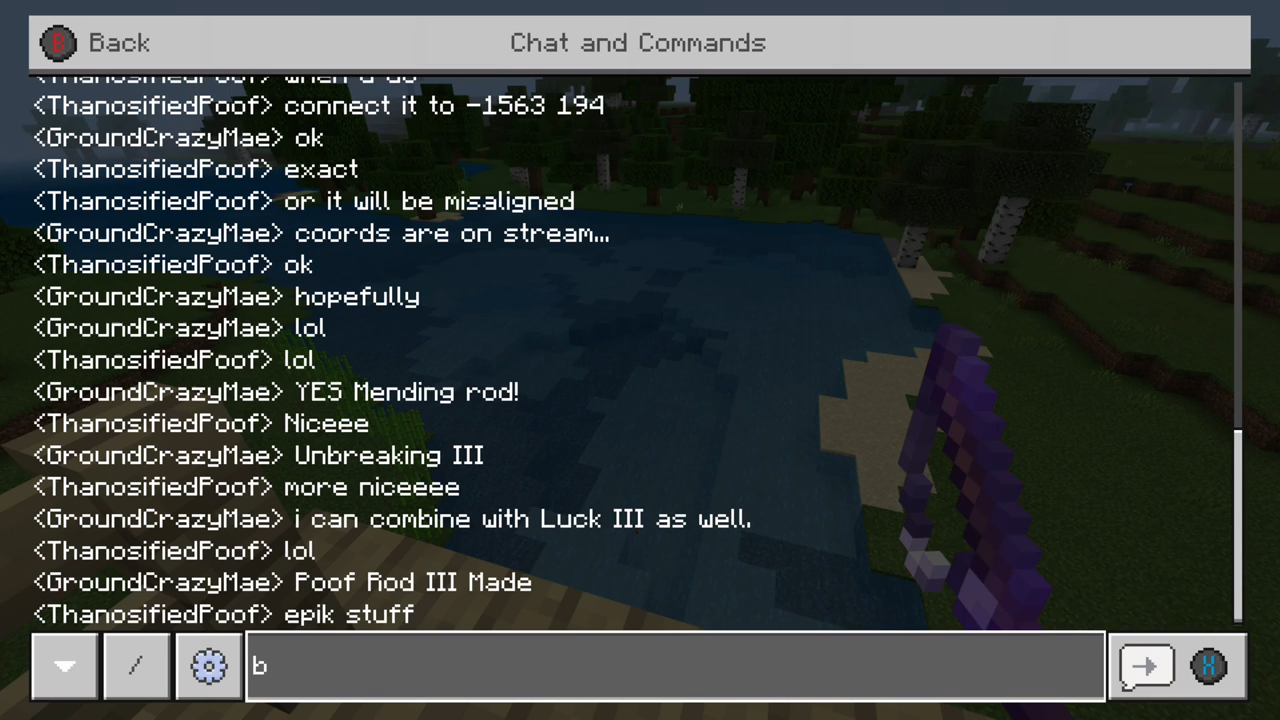 B Back
Chat and Commands
<ThanosifiedPoof> when u do
<ThanosifiedPoof> connect it to -1563 194
<GroundCrazyMae> ok
<ThanosifiedPoof> exact
<ThanosifiedPoof> or it will be misaligned
<GroundCrazyMae> coords are on stream...
<ThanosifiedPoof> ok
<GroundCrazyMae> hopefully
<GroundCrazyMae> lol
<ThanosifiedPoof> lol
<GroundCrazyMae> YES Mending rod!
<ThanosifiedPoof> Niceee
<GroundCrazyMae> Unbreaking III
<ThanosifiedPoof> more niceeee
<GroundCrazyMae> i can combine with Luck III as well.
<ThanosifiedPoof> lol
<GroundCrazyMae> Poof Rod III Made
<ThanosifiedPoof> epik stuff
/
b
X